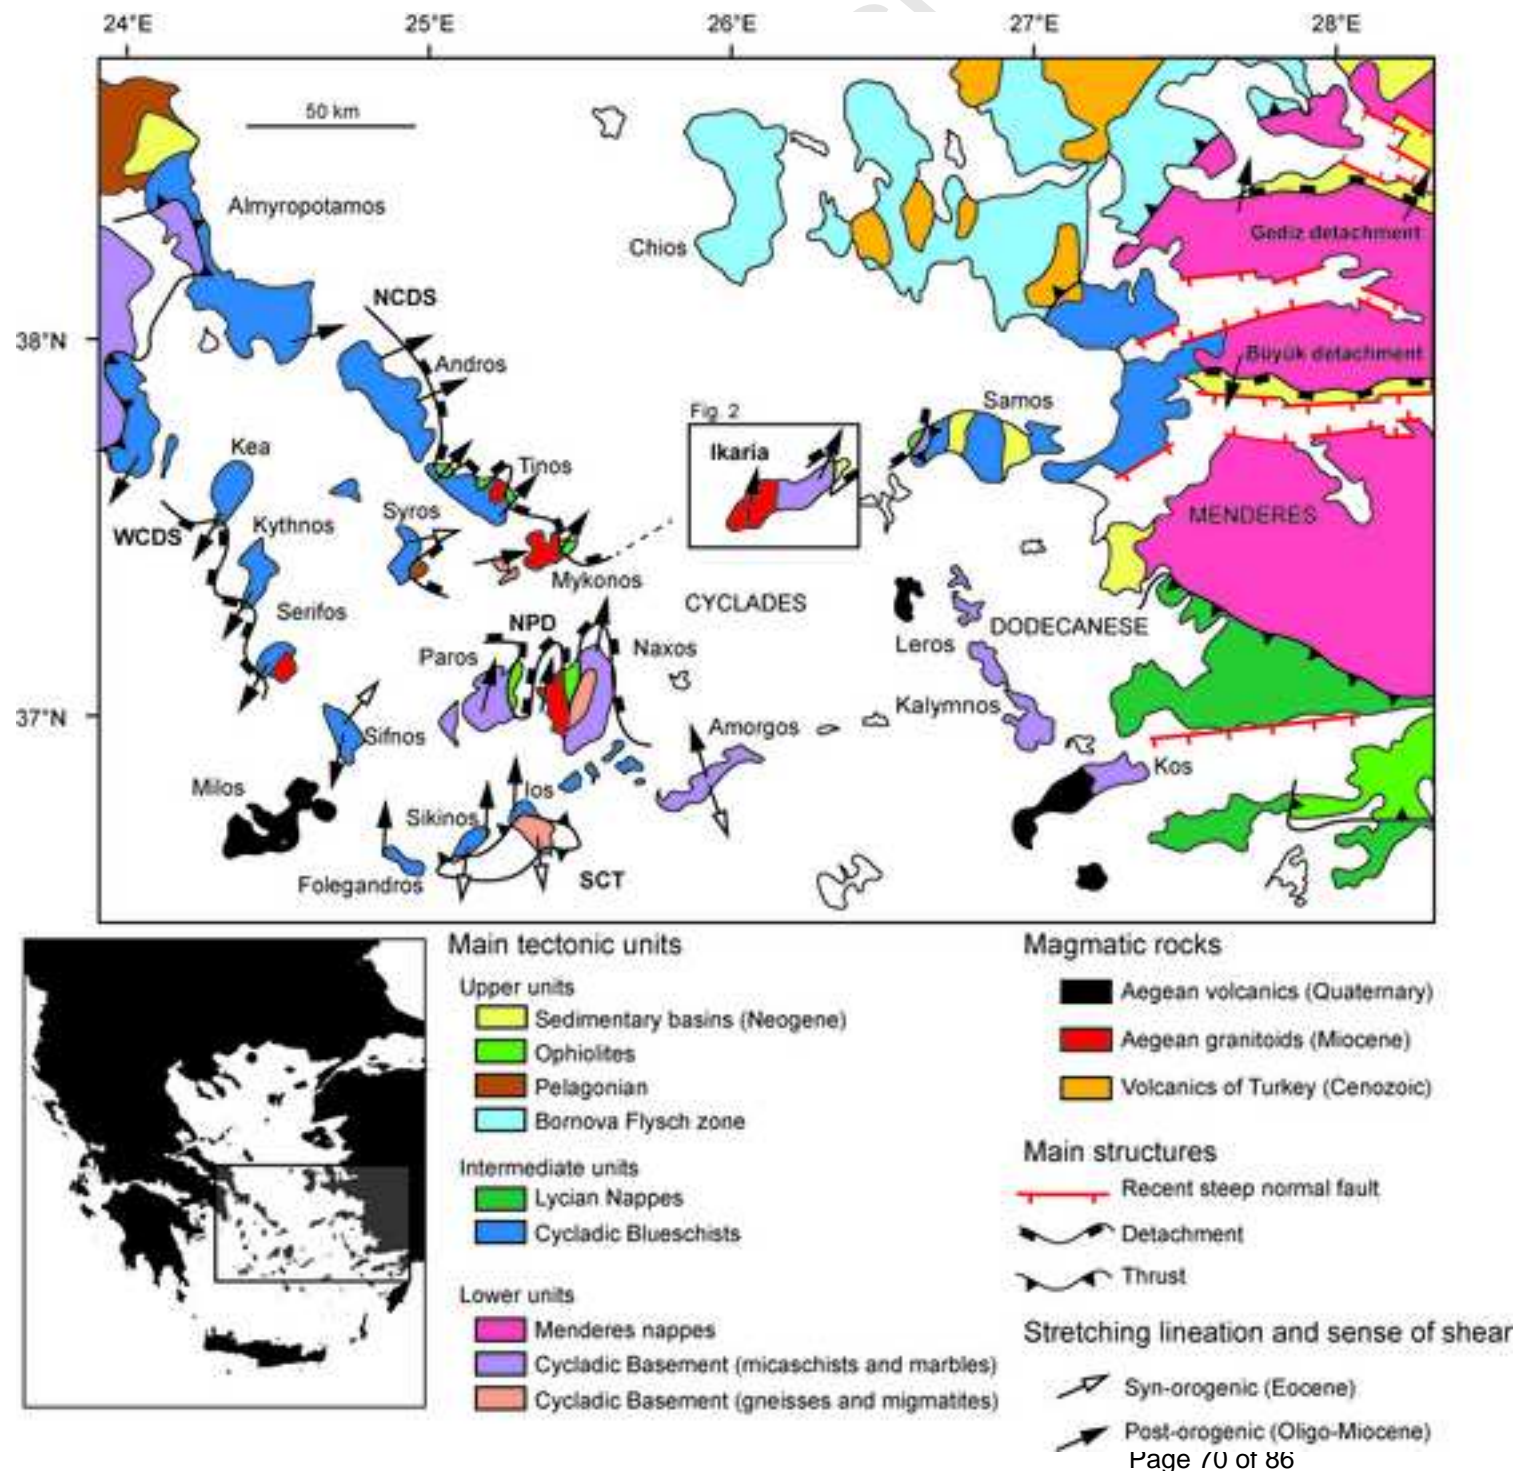 24°E 25°E 26°E 27°E 28°E
50 km
Almyropotamos
Chios
Gediz detachment
NCDS
38°N
Büyük detachment
Andros
Fig. 2
Samos
Kea
Ikaria
Tinos
Syros
MENDERES
Kythnos
WCDS
Mykonos
CYCLADES
Serifos
NPD
DODECANESE
Leros
Paros
Naxos
37°N
Kalymnos
Sifnos
Amorgos
Kos
Milos
Ios
Sikinos
Folegandros
SCT
Main tectonic units
Upper units
Sedimentary basins (Neogene)
Ophiolites
Pelagonian
Bornova Flysch zone
Intermediate units
Lycian Nappes
Cycladic Blueschists
Lower units
Menderes nappes
Cycladic Basement (micaschists and marbles)
Cycladic Basement (gneisses and migmatites)
Magmatic rocks
Aegean volcanics (Quaternary)
Aegean granitoids (Miocene)
Volcanics of Turkey (Cenozoic)
Main structures
Recent steep normal fault
Detachment
Thrust
Stretching lineation and sense of shear
Syn-orogenic (Eocene)
Post-orogenic (Oligo-Miocene)
Page 70 of 86